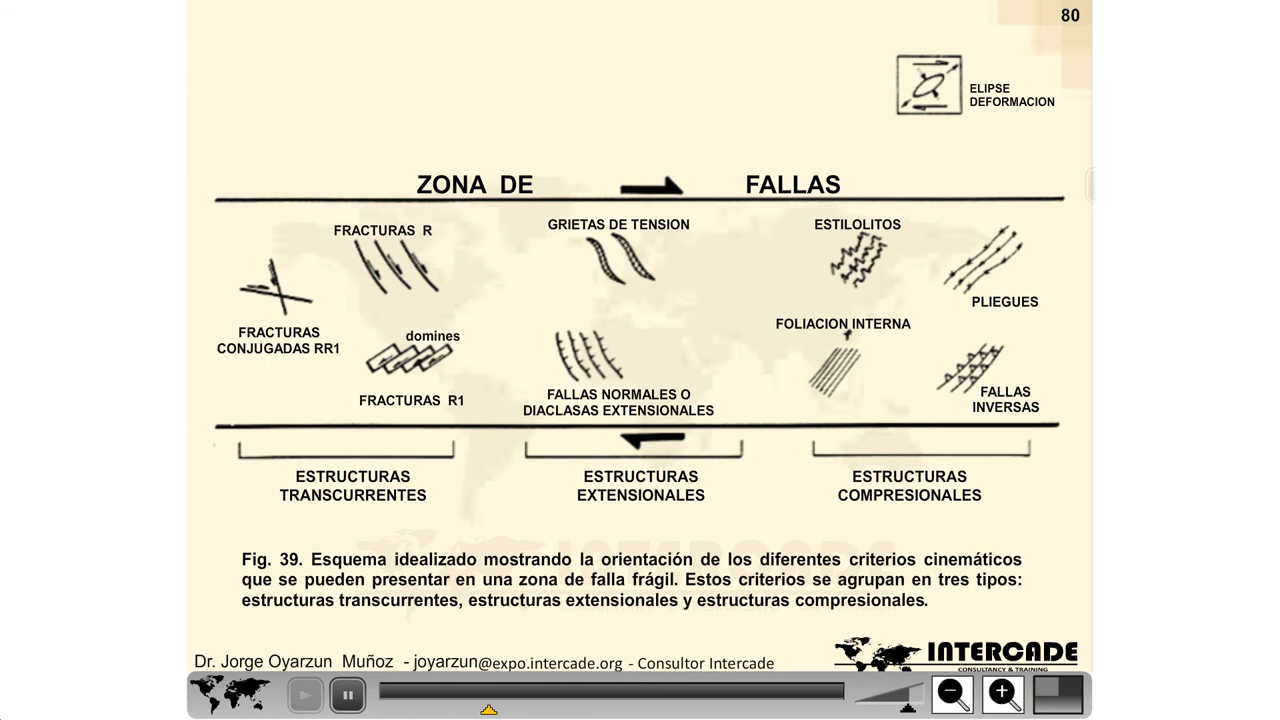 80
ELIPSE
DEFORMACION
ZONA DE FALLAS
FRACTURAS R
GRIETAS DE TENSION
ESTILOLITOS
PLIEGUES
FRACTURAS
CONJUGADAS RR1
domines
FRACTURAS R1
FALLAS NORMALES O
DIACLASAS EXTENSIONALES
FOLIACION INTERNA
FALLAS
INVERSAS
ESTRUCTURAS
TRANSCURRENTES
ESTRUCTURAS
EXTENSIONALES
ESTRUCTURAS
COMPRESIONALES
Fig. 39. Esquema idealizado mostrando la orientación de los diferentes criterios cinemáticos
que se pueden presentar en una zona de falla frágil. Estos criterios se agrupan en tres tipos:
estructuras transcurrentes, estructuras extensionales y estructuras compresionales.
Dr. Jorge Oyarzun Muñoz - joyarzun@expo.intercade.org - Consultor Intercade
INTERCADE
CONSULTANCY & TRAINING